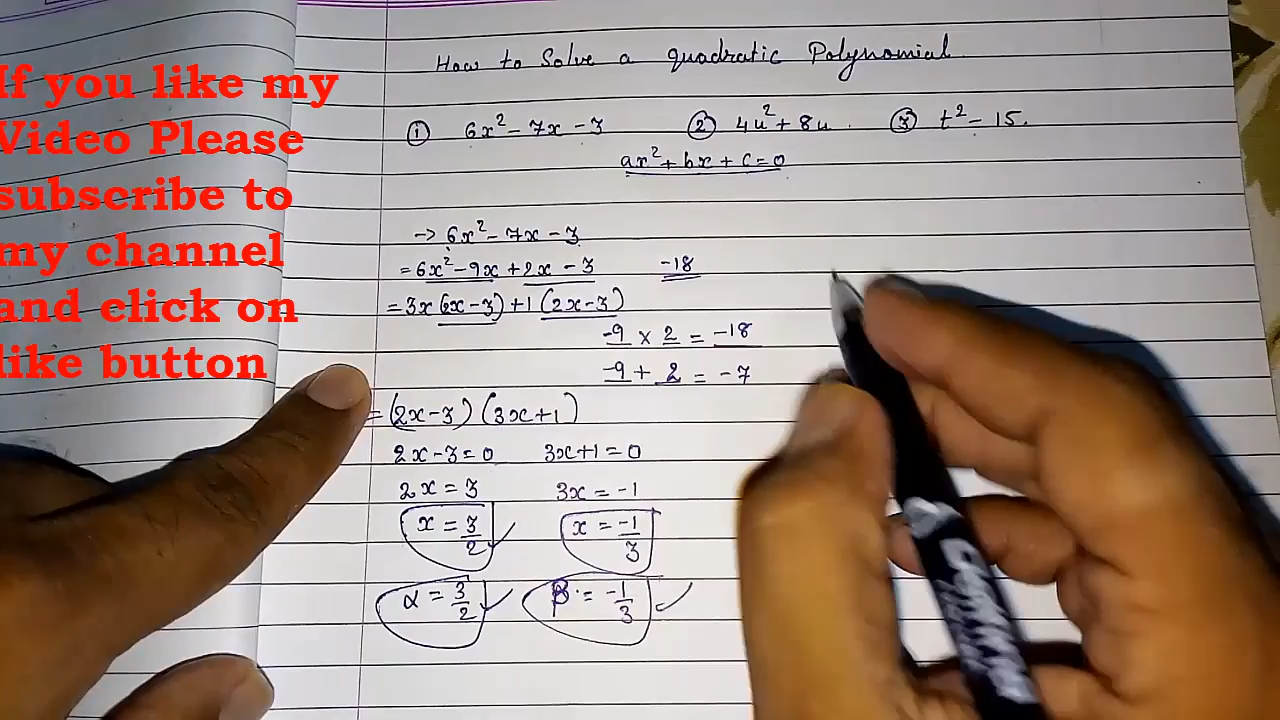 If you like my
Video Please
subscribe to
my channel
and click on
like button
How to Solve a quadratic Polynomial
① 6x² - 7x - 3 ② 4u² + 8u . ③ t² - 15.
ax² + bx + c = 0
→ 6x² - 7x - 3
= 6x² - 9x + 2x - 3 -18
= 3x (2x - 3) + 1 (2x - 3)
-9 × 2 = -18
-9 + 2 = -7
= (2x - 3) (3x + 1)
2x - 3 = 0 3x + 1 = 0
2x = 3 3x = -1
x = 3/2 x = -1/3
α = 3/2 β = -1/3